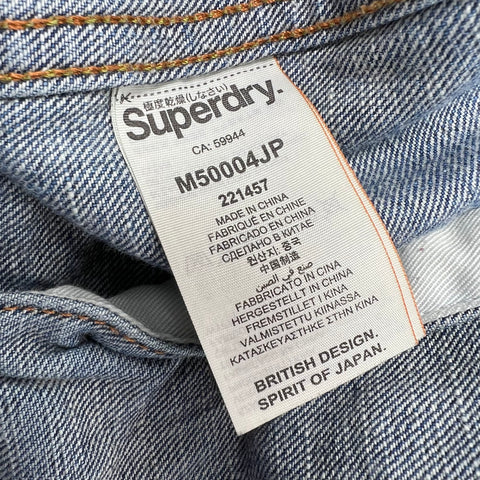 極度乾燥(しなさい)
Superdry.
CA: 59944
M50004JP
221457
MADE IN CHINA
FABRIQUÉ EN CHINE
FABRICADO EN CHINA
СДЕЛАНО В КИТАЕ
원산지: 중국
中国制造
صنع في الصين
FABBRICATO IN CINA
HERGESTELLT IN CHINA
FREMSTILLET I KINA
VALMISTETTU KIINASSA
ΚΑΤΑΣΚΕΥΑΣΤΗΚΕ ΣΤΗΝ ΚΙΝΑ
BRITISH DESIGN.
SPIRIT OF JAPAN.